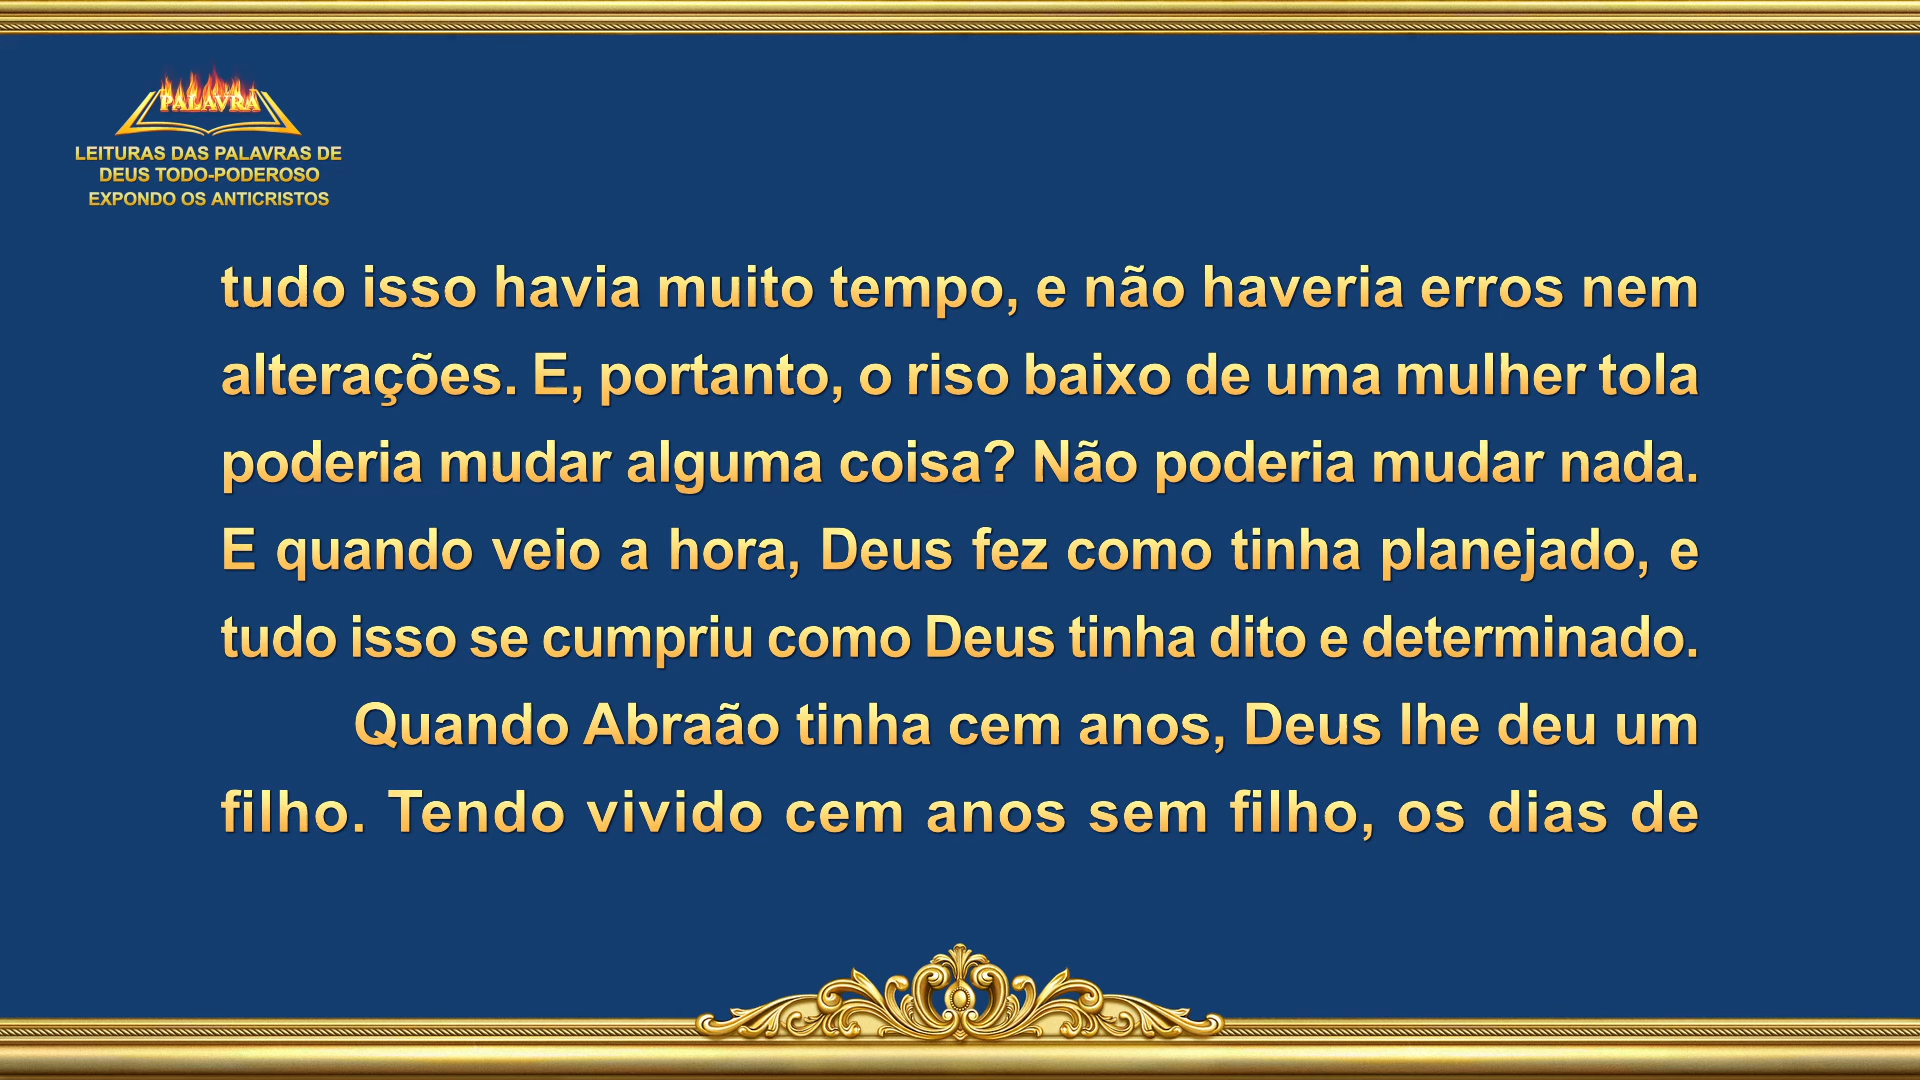 PALAVRA
LEITURAS DAS PALAVRAS DE
DEUS TODO-PODEROSO
EXPONDO OS ANTICRISTOS
tudo isso havia muito tempo, e não haveria erros nem
alterações. E, portanto, o riso baixo de uma mulher tola
poderia mudar alguma coisa? Não poderia mudar nada.
E quando veio a hora, Deus fez como tinha planejado, e
tudo isso se cumpriu como Deus tinha dito e determinado.
Quando Abraão tinha cem anos, Deus lhe deu um
filho. Tendo vivido cem anos sem filho, os dias de